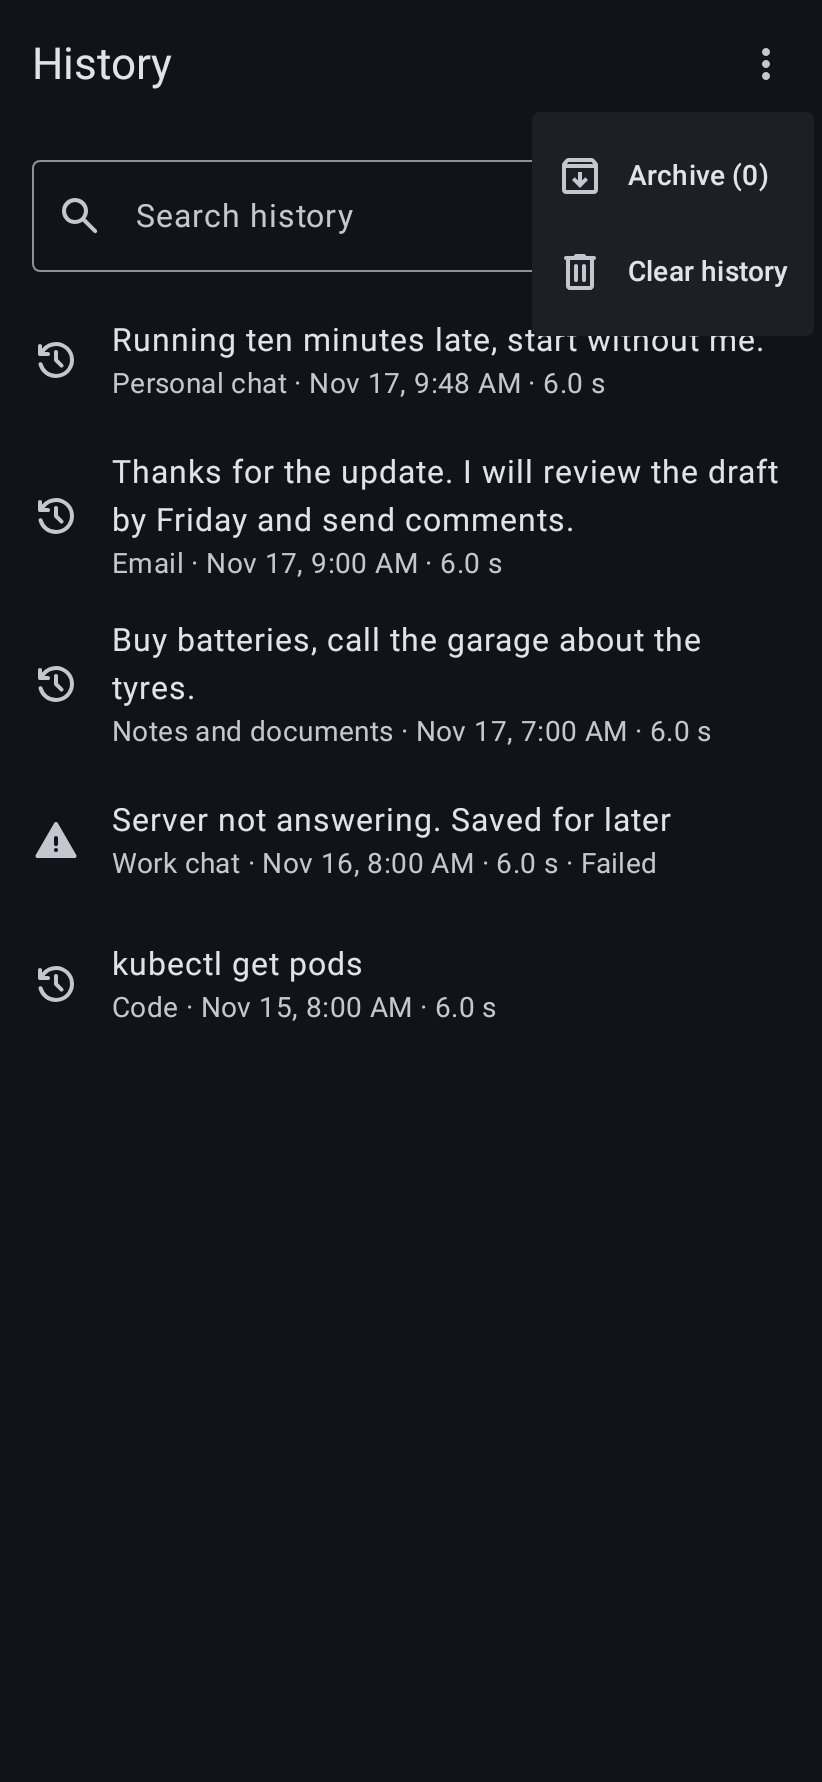 History
Archive (0)
Search history
Clear history
Running ten minutes late, start without me.
Personal chat · Nov 17, 9:48 AM · 6.0 s
Thanks for the update. I will review the draft
by Friday and send comments.
Email · Nov 17, 9:00 AM · 6.0 s
Buy batteries, call the garage about the
tyres.
Notes and documents · Nov 17, 7:00 AM · 6.0 s
Server not answering. Saved for later
Work chat · Nov 16, 8:00 AM · 6.0 s · Failed
kubectl get pods
Code · Nov 15, 8:00 AM · 6.0 s